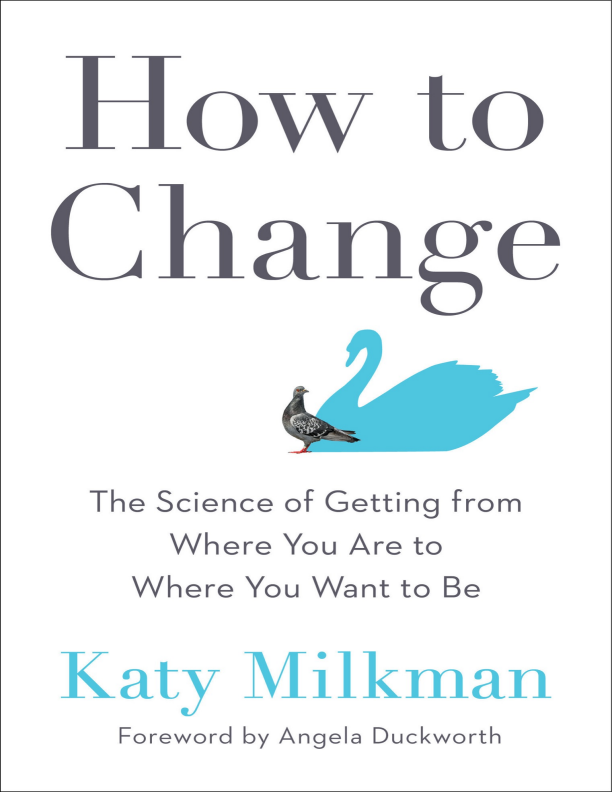 How to
Change
The Science of Getting from
Where You Are to
Where You Want to Be
Katy Milkman
Foreword by Angela Duckworth